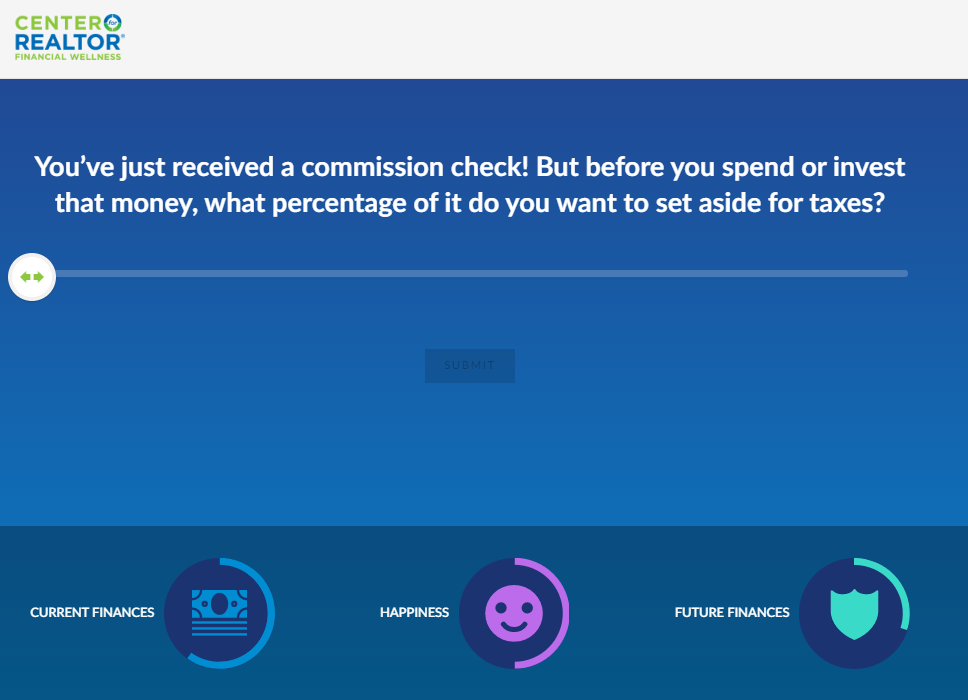 CENTER for
REALTOR®
FINANCIAL WELLNESS
You’ve just received a commission check! But before you spend or invest
that money, what percentage of it do you want to set aside for taxes?
SUBMIT
CURRENT FINANCES
HAPPINESS
FUTURE FINANCES